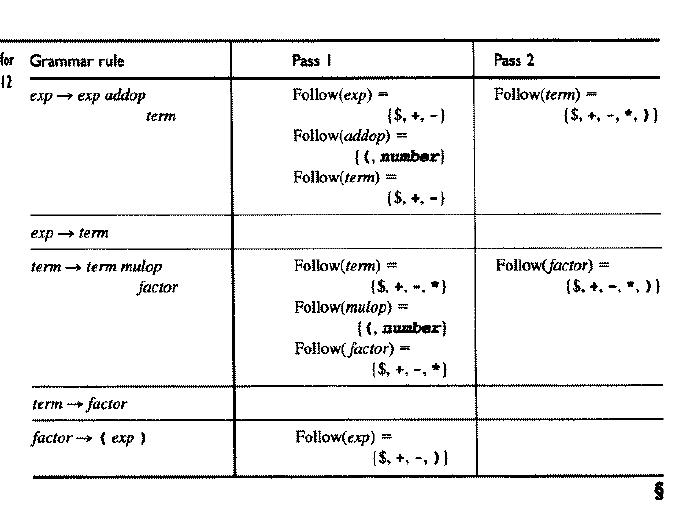 for Grammar rule Pass 1 Pass 2
12
exp → exp addop Follow(exp) = Follow(term) =
term {$, +, -} {$, +, -, *, )}
Follow(addop) =
{(, number}
Follow(term) =
{$, +, -}
exp → term
term → term mulop Follow(term) = Follow(factor) =
factor {$, +, -, *} {$, +, -, *, )}
Follow(mulop) =
{(, number}
Follow(factor) =
{$, +, -, *}
term → factor
factor → ( exp ) Follow(exp) =
{$, +, -, )}
§